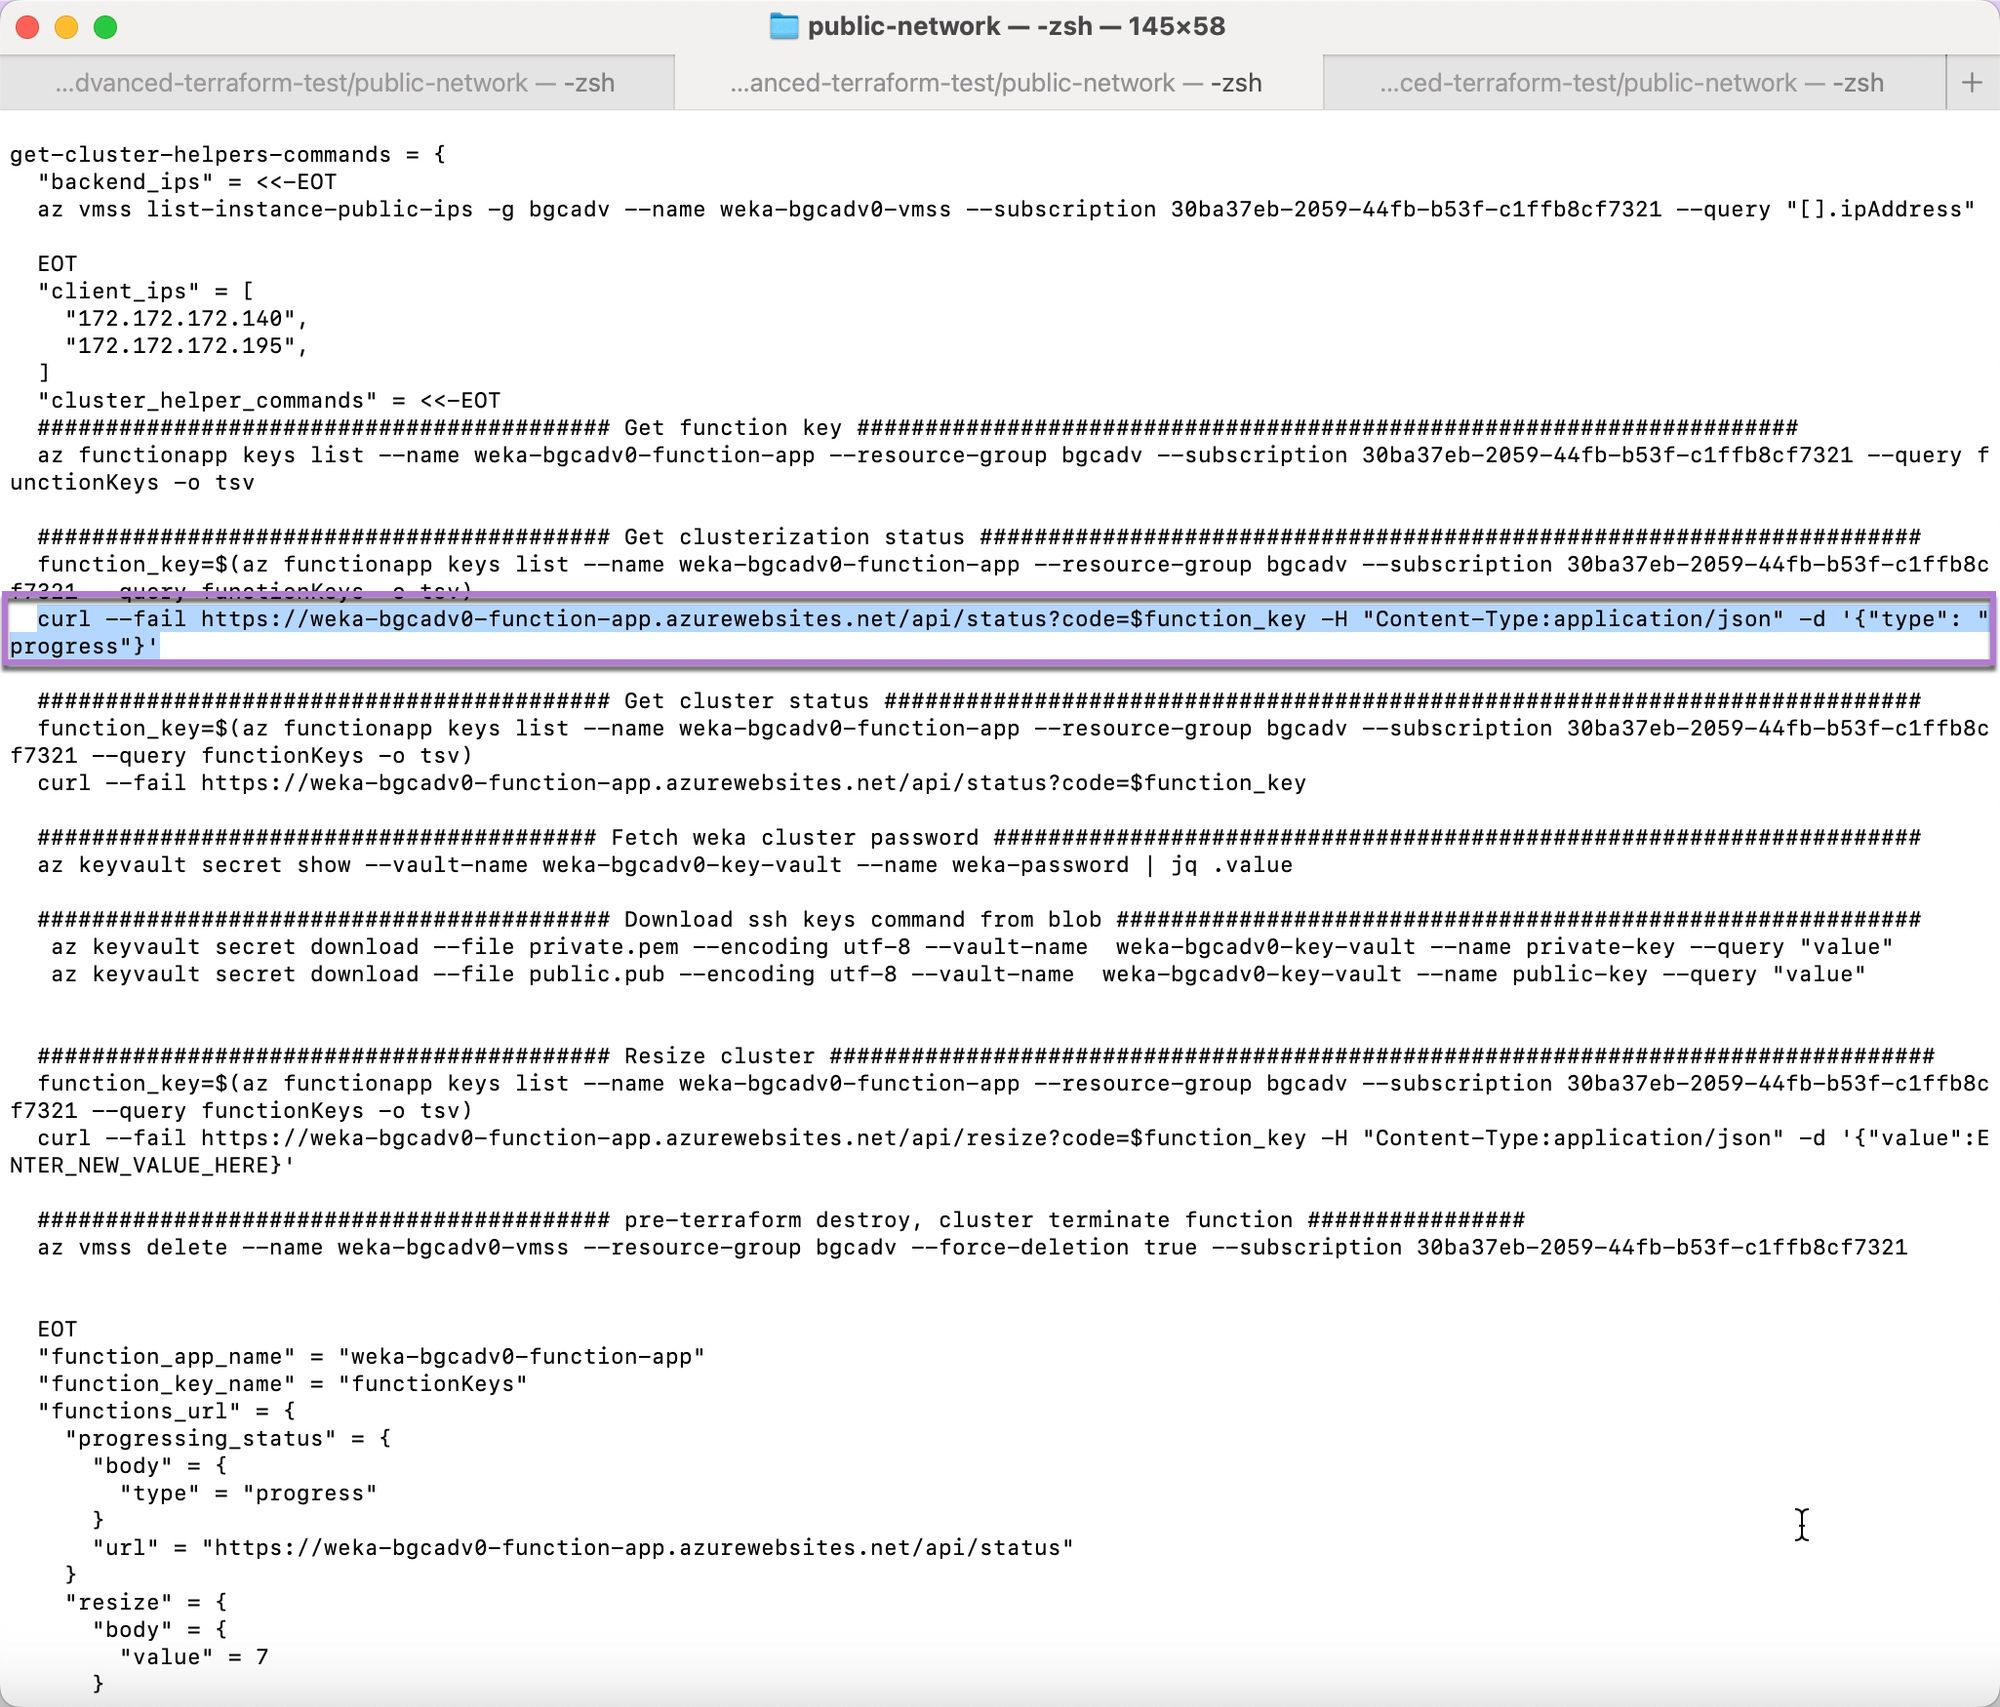 public-network — -zsh — 145×58
...dvanced-terraform-test/public-network — -zsh
...anced-terraform-test/public-network — -zsh
...ced-terraform-test/public-network — -zsh
+
get-cluster-helpers-commands = {
  "backend_ips" = <<-EOT
  az vmss list-instance-public-ips -g bgcadv --name weka-bgcadv0-vmss --subscription 30ba37eb-2059-44fb-b53f-c1ffb8cf7321 --query "[].ipAddress"
  EOT
  "client_ips" = [
    "172.172.172.140",
    "172.172.172.195",
  ]
  "cluster_helper_commands" = <<-EOT
  ########################################## Get function key #####################################################################
  az functionapp keys list --name weka-bgcadv0-function-app --resource-group bgcadv --subscription 30ba37eb-2059-44fb-b53f-c1ffb8cf7321 --query f
unctionKeys -o tsv
  ########################################## Get clusterization status #####################################################################
  function_key=$(az functionapp keys list --name weka-bgcadv0-function-app --resource-group bgcadv --subscription 30ba37eb-2059-44fb-b53f-c1ffb8c
f7321 --query functionKeys -o tsv)
  curl --fail https://weka-bgcadv0-function-app.azurewebsites.net/api/status?code=$function_key -H "Content-Type:application/json" -d '{"type": "
progress"}'
  ########################################## Get cluster status ############################################################################
  function_key=$(az functionapp keys list --name weka-bgcadv0-function-app --resource-group bgcadv --subscription 30ba37eb-2059-44fb-b53f-c1ffb8c
f7321 --query functionKeys -o tsv)
  curl --fail https://weka-bgcadv0-function-app.azurewebsites.net/api/status?code=$function_key
  ######################################### Fetch weka cluster password ####################################################################
  az keyvault secret show --vault-name weka-bgcadv0-key-vault --name weka-password | jq .value
  ########################################## Download ssh keys command from blob ###########################################################
   az keyvault secret download --file private.pem --encoding utf-8 --vault-name  weka-bgcadv0-key-vault --name private-key --query "value"
   az keyvault secret download --file public.pub --encoding utf-8 --vault-name  weka-bgcadv0-key-vault --name public-key --query "value"
  ########################################## Resize cluster #################################################################################
  function_key=$(az functionapp keys list --name weka-bgcadv0-function-app --resource-group bgcadv --subscription 30ba37eb-2059-44fb-b53f-c1ffb8c
f7321 --query functionKeys -o tsv)
  curl --fail https://weka-bgcadv0-function-app.azurewebsites.net/api/resize?code=$function_key -H "Content-Type:application/json" -d '{"value":E
NTER_NEW_VALUE_HERE}'
  ########################################## pre-terraform destroy, cluster terminate function ################
  az vmss delete --name weka-bgcadv0-vmss --resource-group bgcadv --force-deletion true --subscription 30ba37eb-2059-44fb-b53f-c1ffb8cf7321
  EOT
  "function_app_name" = "weka-bgcadv0-function-app"
  "function_key_name" = "functionKeys"
  "functions_url" = {
    "progressing_status" = {
      "body" = {
        "type" = "progress"
      }
      "url" = "https://weka-bgcadv0-function-app.azurewebsites.net/api/status"
    }
    "resize" = {
      "body" = {
        "value" = 7
      }